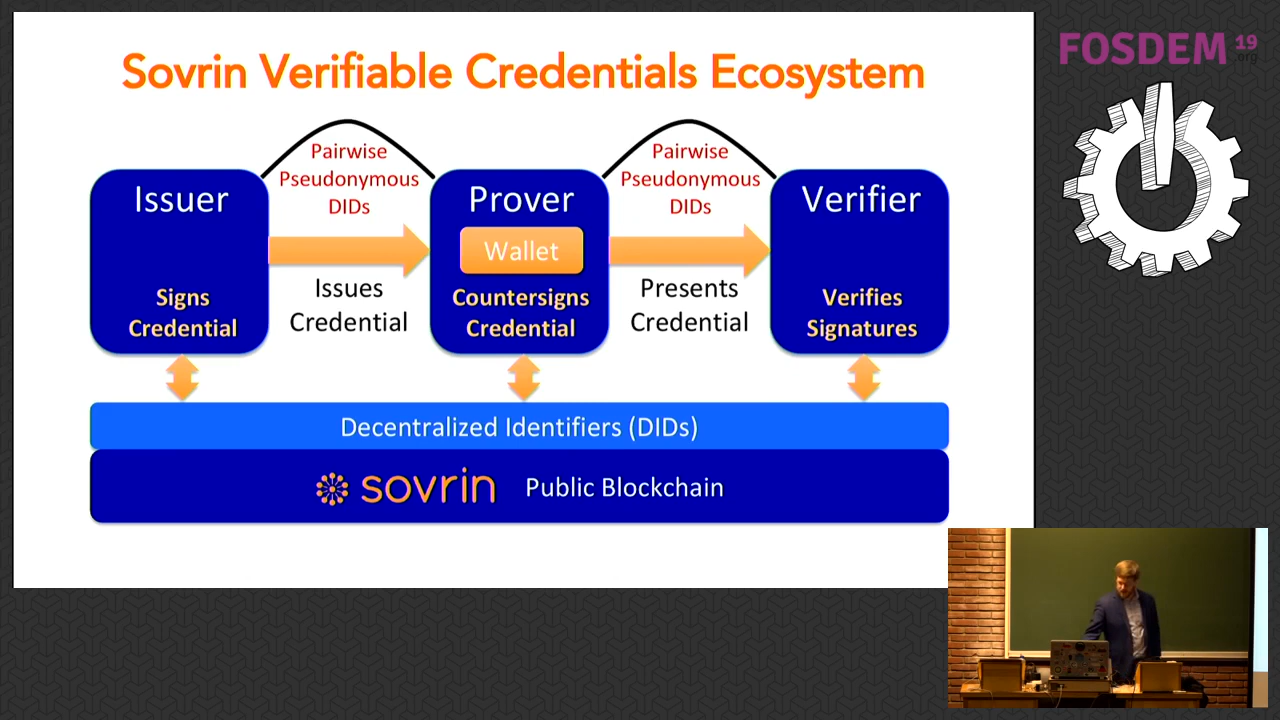 Sovrin Verifiable Credentials Ecosystem
FOSDEM 19
.org
Pairwise
Pseudonymous
DIDs
Pairwise
Pseudonymous
DIDs
Issuer
Prover
Verifier
Wallet
Signs
Credential
Issues
Credential
Countersigns
Credential
Presents
Credential
Verifies
Signatures
Decentralized Identifiers (DIDs)
sovrin Public Blockchain